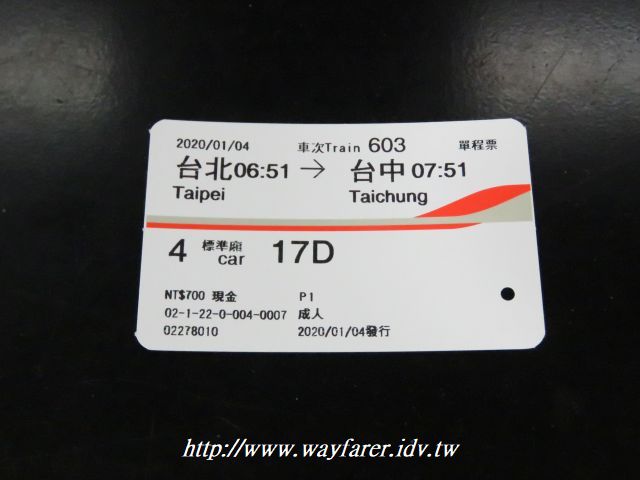 2020/01/04 車次Train 603 單程票
台北06:51 → 台中 07:51
Taipei Taichung
4 標準廂 car 17D
NT$700 現金 P1
02-1-22-0-004-0007 成人
02278010 2020/01/04發行
http://www.wayfarer.idv.tw